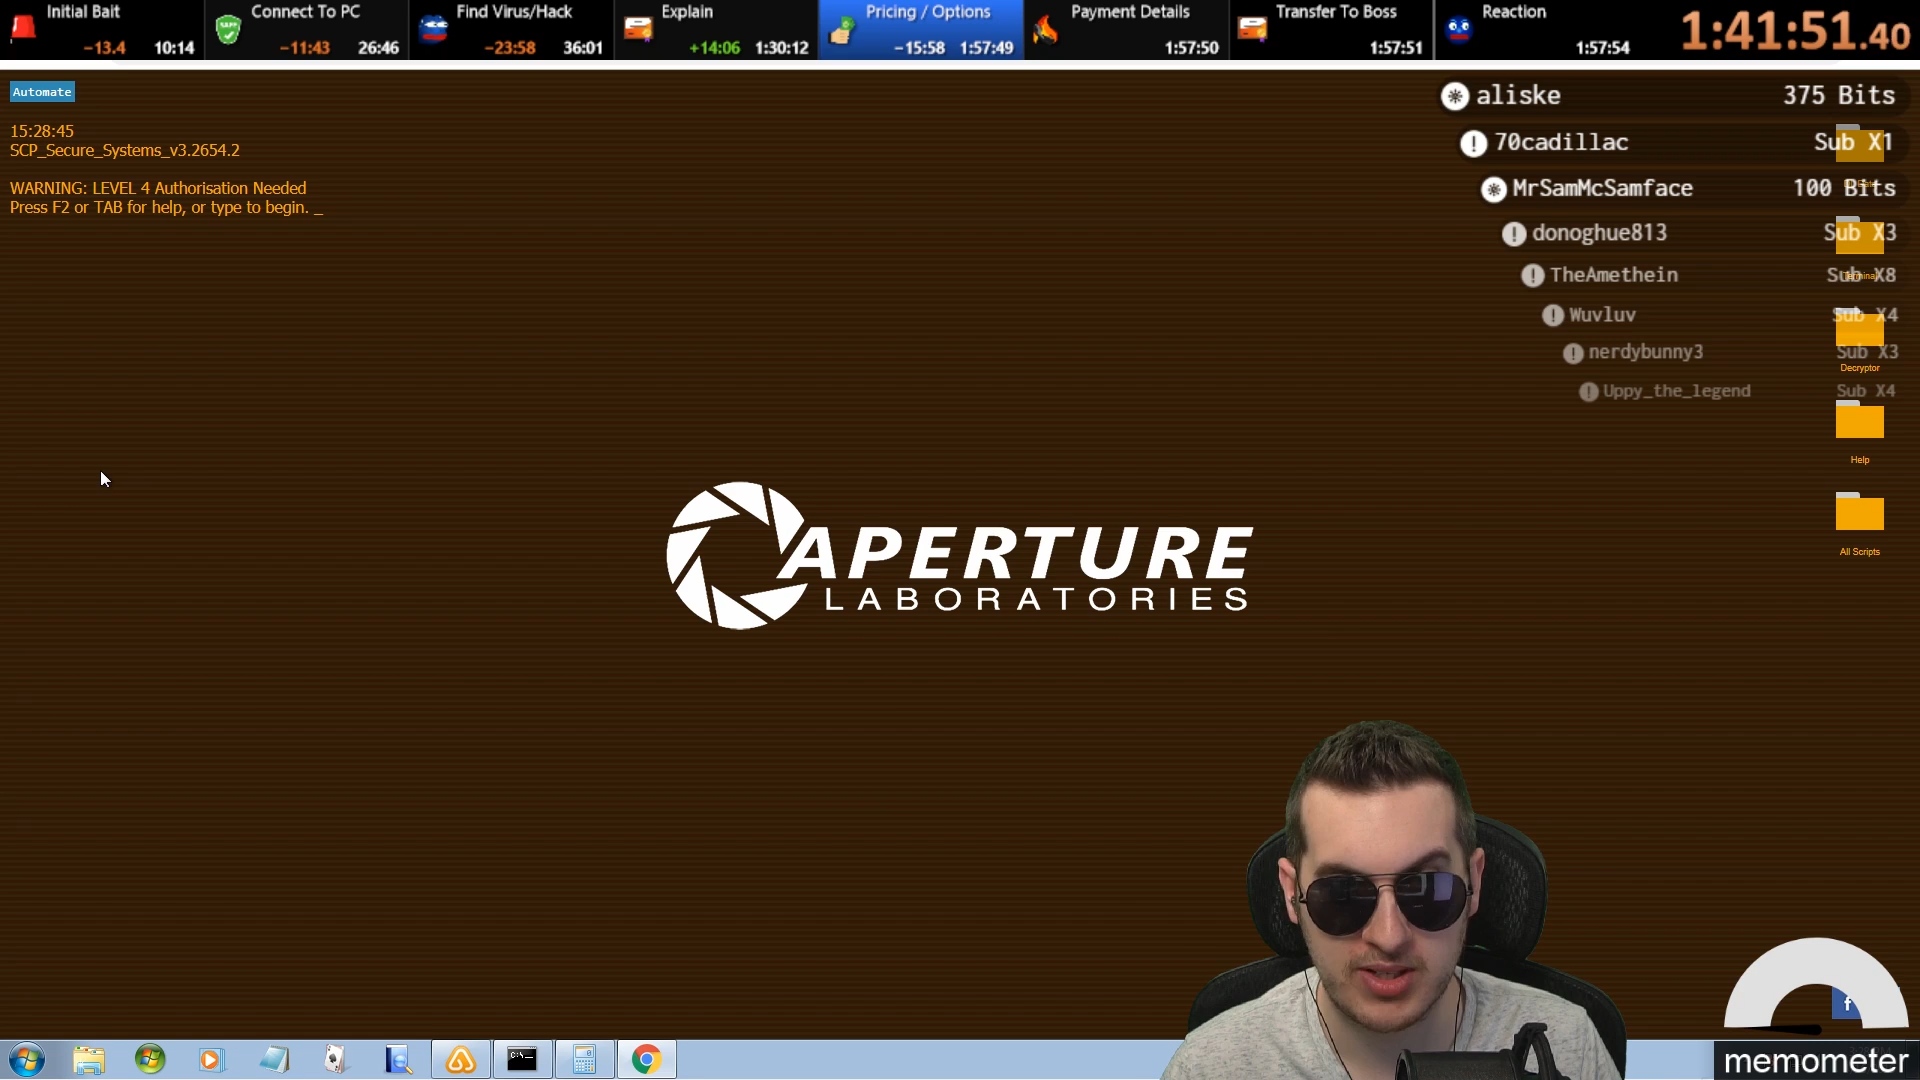 Initial Bait
-13.4 10:14
Connect To PC
-11:43 26:46
Find Virus/Hack
-23:58 36:01
Explain
+14:06 1:30:12
Pricing / Options
-15:58 1:57:49
Payment Details
1:57:50
Transfer To Boss
1:57:51
Reaction
1:57:54
1:41:51.40
Automate
15:28:45
SCP_Secure_Systems_v3.2654.2
WARNING: LEVEL 4 Authorisation Needed
Press F2 or TAB for help, or type to begin. _
aliske 375 Bits
70cadillac Sub X1
MrSamMcSamface 100 Bits
donoghue813 Sub X3
TheAmethein Sub X8
Terminal
Wuvluv Sub X4
nerdybunny3 Sub X3
Decryptor
Uppy_the_legend Sub X4
Help
All Scripts
APERTURE
LABORATORIES
memometer